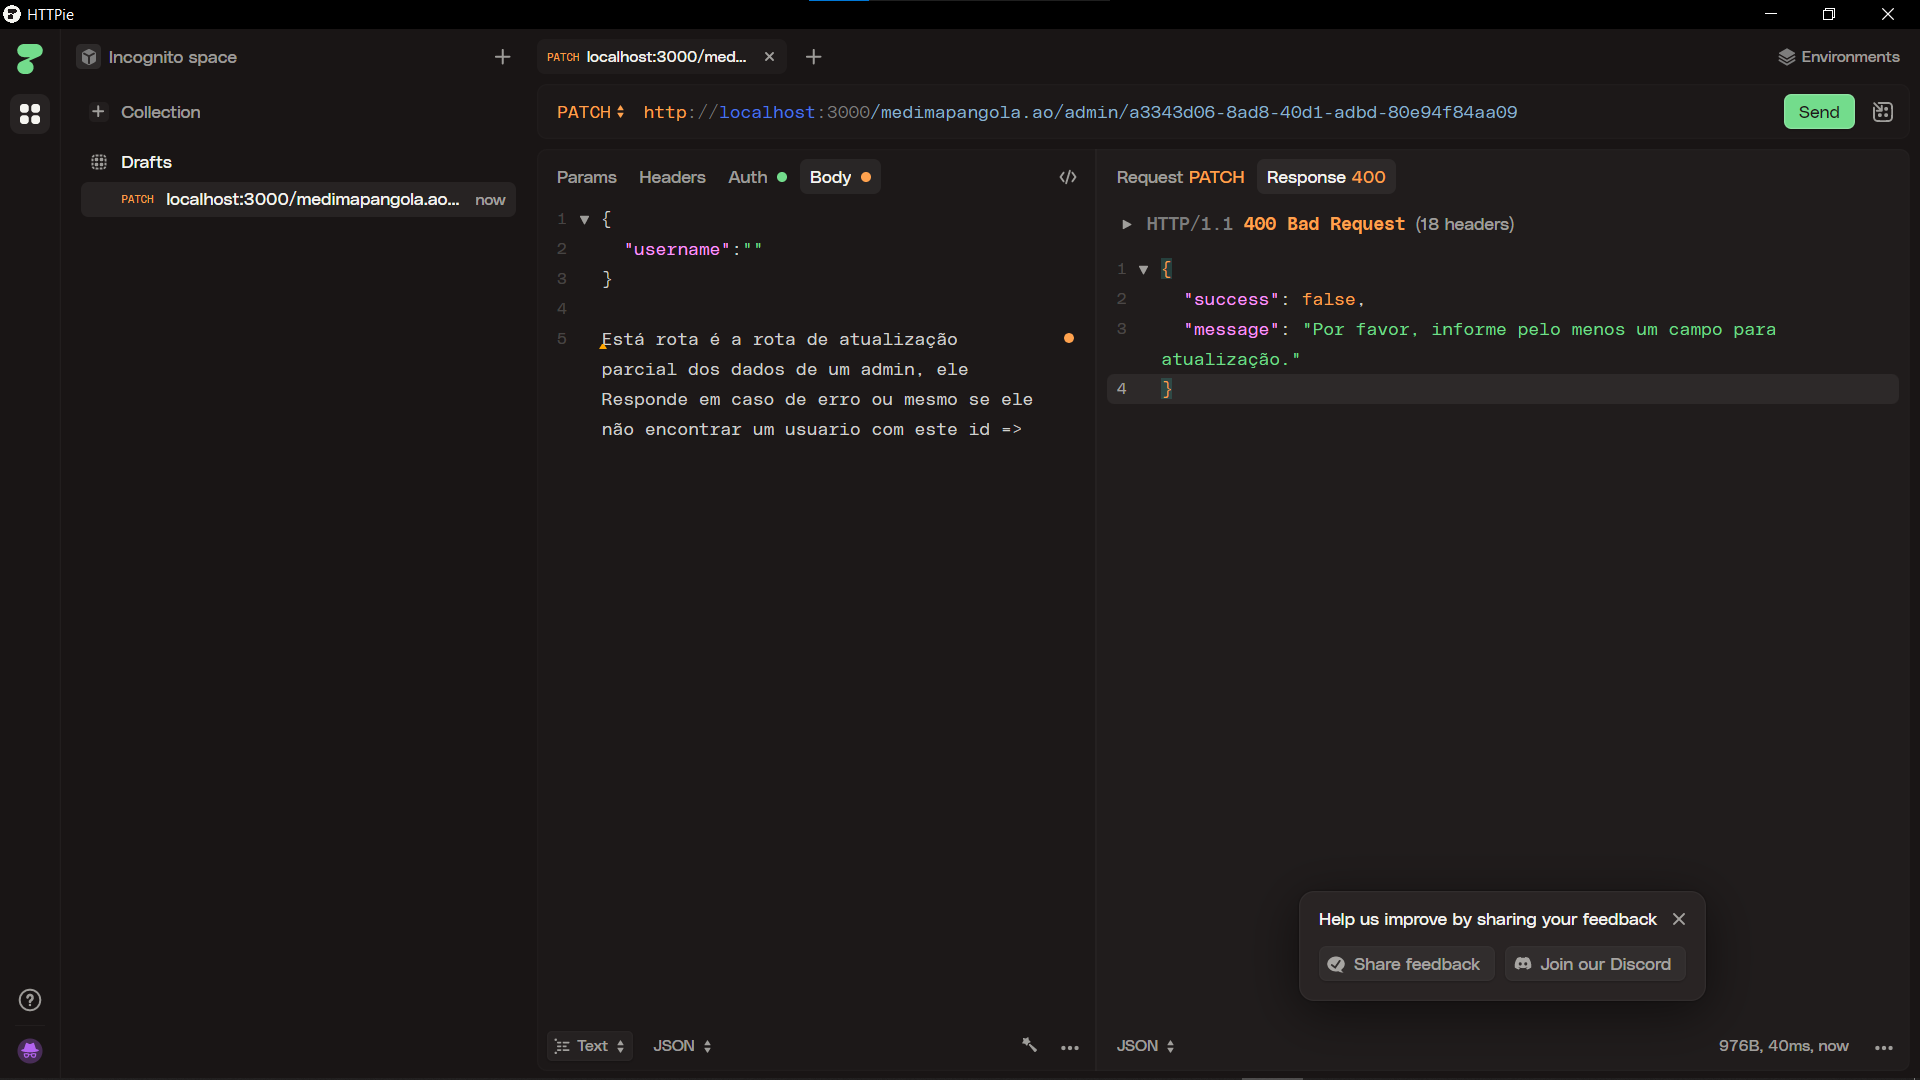 HTTPie
Incognito space
PATCH localhost:3000/med...
Environments
Collection
PATCH http://localhost:3000/medimapangola.ao/admin/a3343d06-8ad8-40d1-adbd-80e94f84aa09
Send
Drafts
PATCH localhost:3000/medimapangola.ao... now
Params Headers Auth Body
1 {
2 "username":""
3 }
4
5 Está rota é a rota de atualização
parcial dos dados de um admin, ele
Responde em caso de erro ou mesmo se ele
não encontrar um usuario com este id =>
Text JSON
Request PATCH Response 400
HTTP/1.1 400 Bad Request (18 headers)
1 {
2 "success": false,
3 "message": "Por favor, informe pelo menos um campo para
atualização."
4 }
Help us improve by sharing your feedback
Share feedback Join our Discord
JSON 976B, 40ms, now